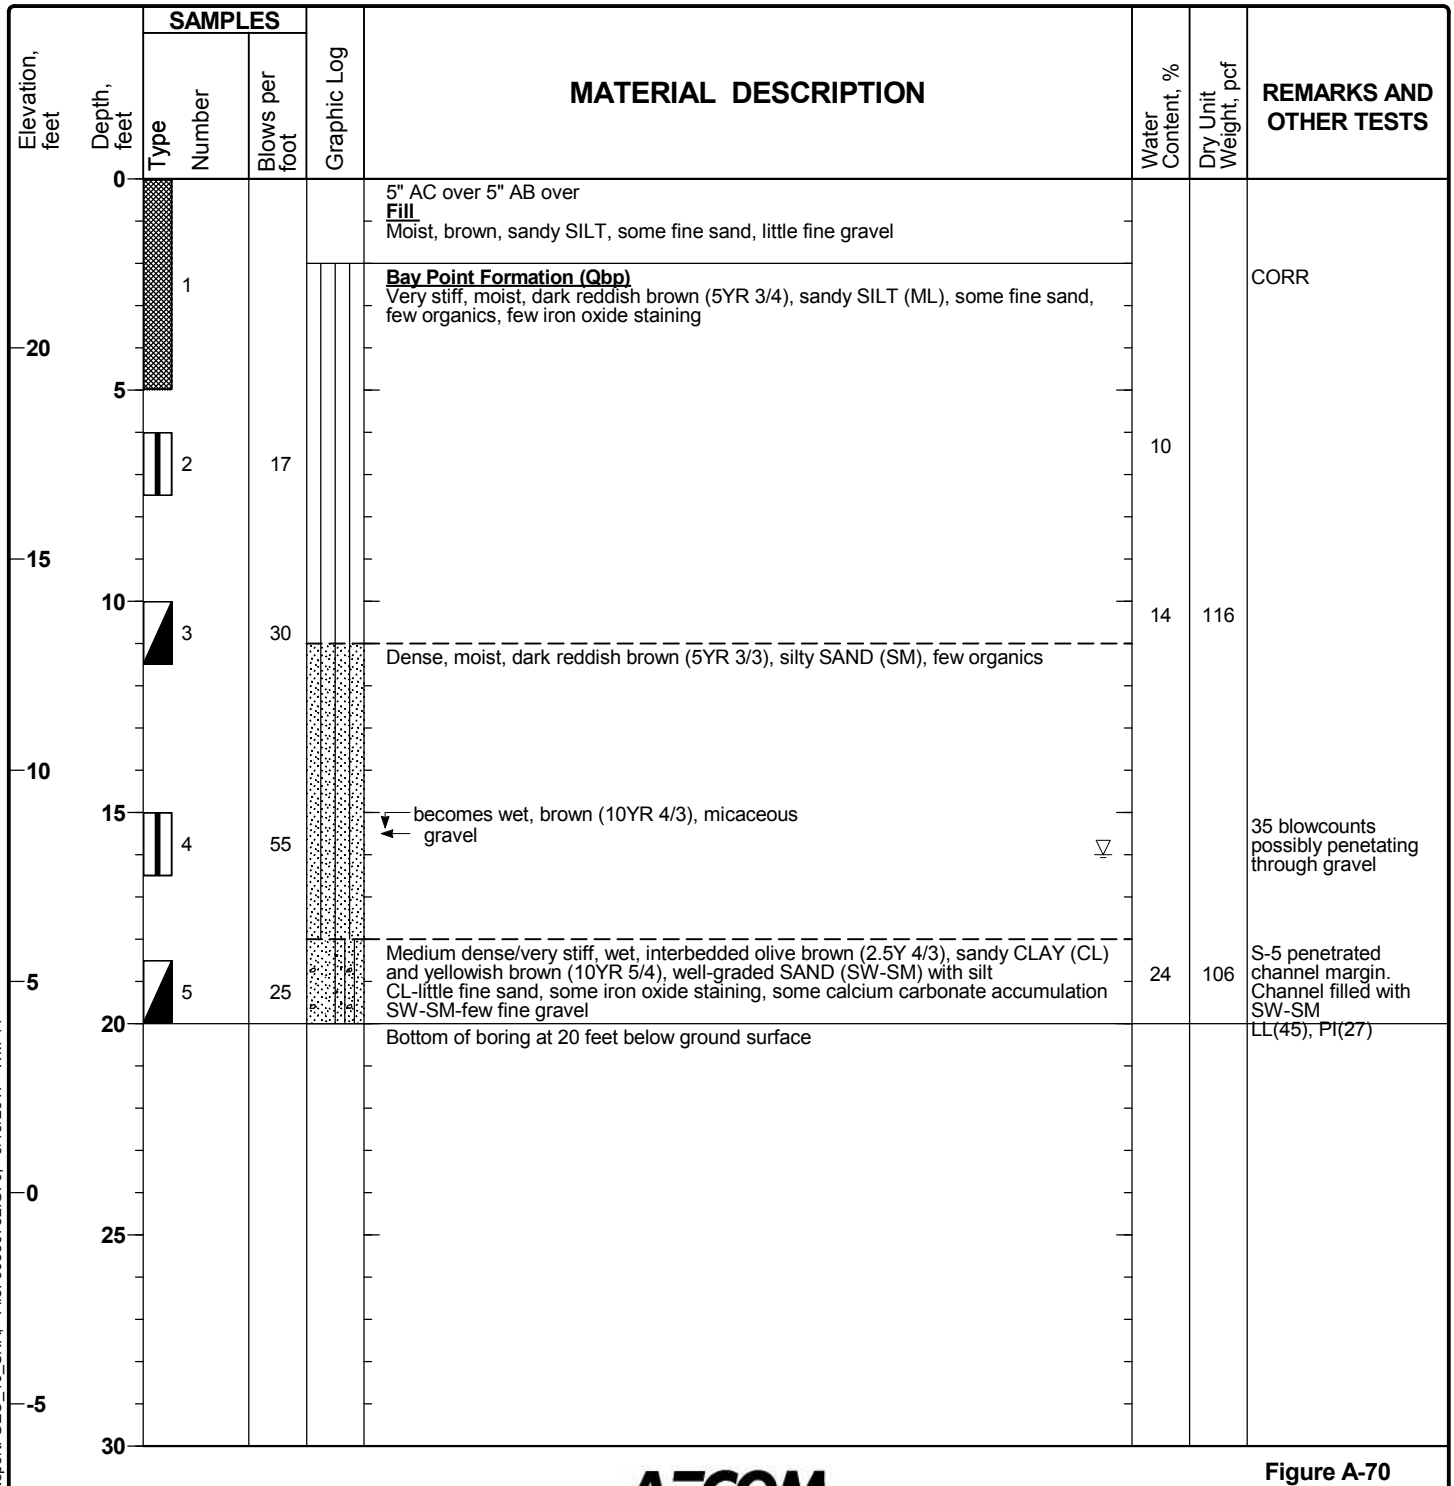 SAMPLES
Elevation, feet
Depth, feet
Type
Number
Blows per foot
Graphic Log
MATERIAL DESCRIPTION
Water Content, %
Dry Unit Weight, pcf
REMARKS AND
OTHER TESTS
0
5" AC over 5" AB over
Fill
Moist, brown, sandy SILT, some fine sand, little fine gravel
1
Bay Point Formation (Qbp)
CORR
Very stiff, moist, dark reddish brown (5YR 3/4), sandy SILT (ML), some fine sand,
few organics, few iron oxide staining
20
5
2 17 10
15
10
3 30 14 116
Dense, moist, dark reddish brown (5YR 3/3), silty SAND (SM), few organics
10
15
becomes wet, brown (10YR 4/3), micaceous
gravel
4 55
35 blowcounts
possibly penetating
through gravel
Medium dense/very stiff, wet, interbedded olive brown (2.5Y 4/3), sandy CLAY (CL)
and yellowish brown (10YR 5/4), well-graded SAND (SW-SM) with silt
CL-little fine sand, some iron oxide staining, some calcium carbonate accumulation
SW-SM-few fine gravel
5
5 25 24 106
S-5 penetrated
channel margin.
Channel filled with
SW-SM
LL(45), PI(27)
20
Bottom of boring at 20 feet below ground surface
0
25
-5
30
AECOM
Figure A-70